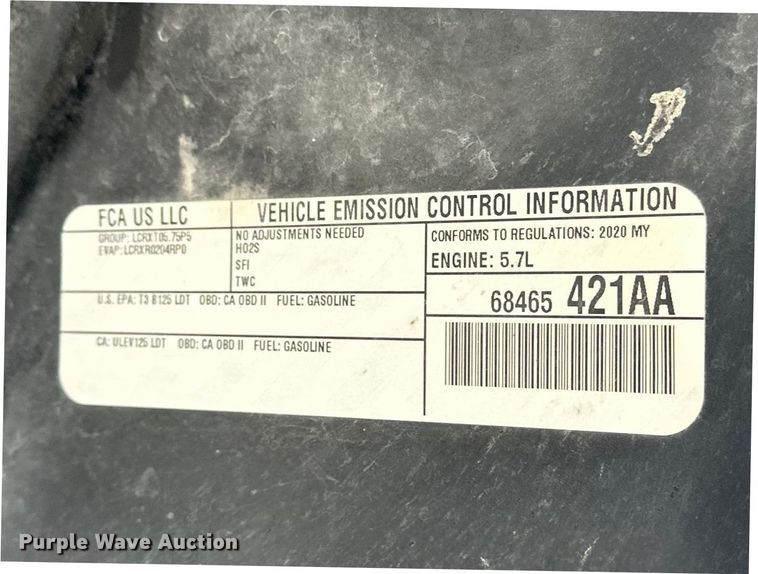 FCA US LLC
VEHICLE EMISSION CONTROL INFORMATION
GROUP: LCRXT05.75P5
EVAP: LCRXR0204RP0
NO ADJUSTMENTS NEEDED
HO2S
SFI
TWC
CONFORMS TO REGULATIONS: 2020 MY
ENGINE: 5.7L
U.S. EPA: T3 B125 LDT OBD: CA OBD II FUEL: GASOLINE
68465 421AA
CA: ULEV125 LDT OBD: CA OBD II FUEL: GASOLINE
Purple Wave Auction